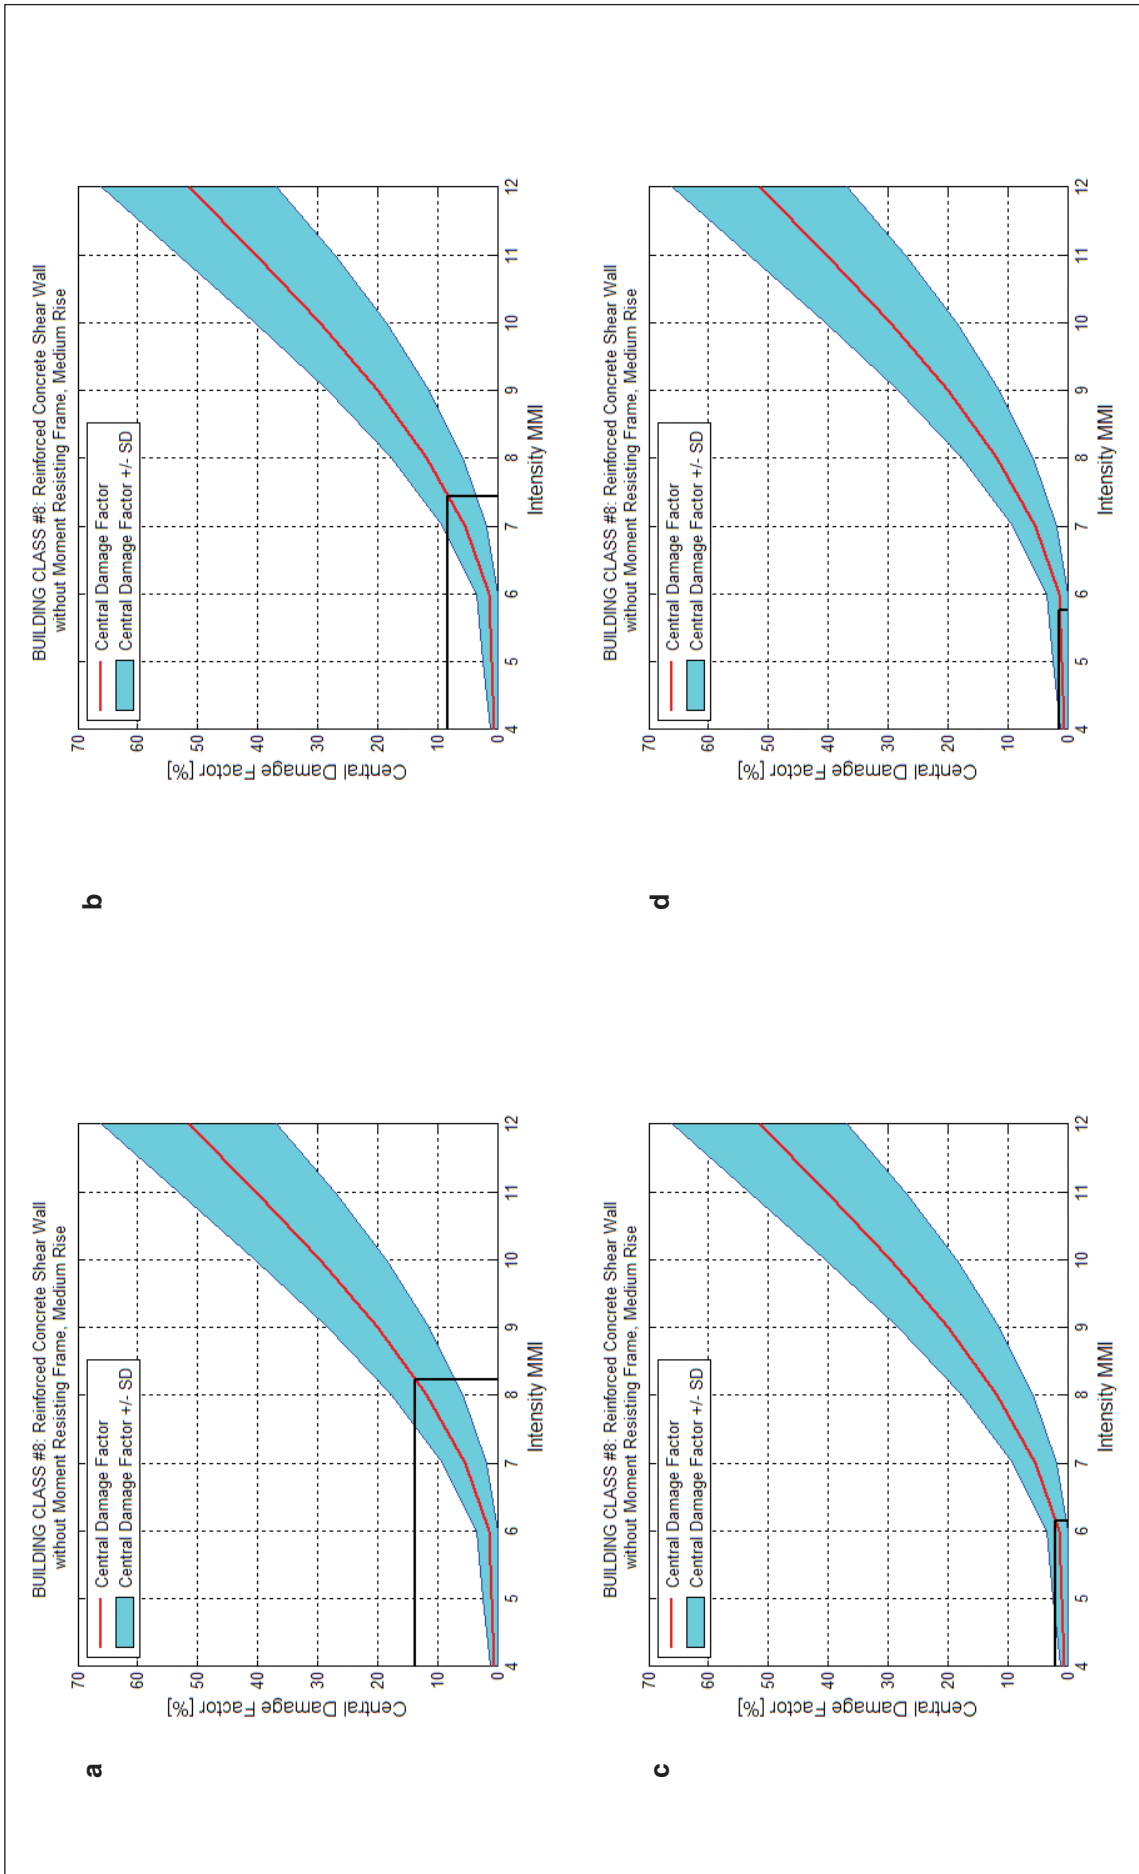 a
BUILDING CLASS #8: Reinforced Concrete Shear Wall
without Moment Resisting Frame, Medium Rise
Central Damage Factor
Central Damage Factor +/- SD
Central Damage Factor [%]
70
60
50
40
30
20
10
0
4 5 6 7 8 9 10 11 12
Intensity MMI
b
BUILDING CLASS #8: Reinforced Concrete Shear Wall
without Moment Resisting Frame, Medium Rise
Central Damage Factor
Central Damage Factor +/- SD
Central Damage Factor [%]
70
60
50
40
30
20
10
0
4 5 6 7 8 9 10 11 12
Intensity MMI
c
BUILDING CLASS #8: Reinforced Concrete Shear Wall
without Moment Resisting Frame, Medium Rise
Central Damage Factor
Central Damage Factor +/- SD
Central Damage Factor [%]
70
60
50
40
30
20
10
0
4 5 6 7 8 9 10 11 12
Intensity MMI
d
BUILDING CLASS #8: Reinforced Concrete Shear Wall
without Moment Resisting Frame, Medium Rise
Central Damage Factor
Central Damage Factor +/- SD
Central Damage Factor [%]
70
60
50
40
30
20
10
0
4 5 6 7 8 9 10 11 12
Intensity MMI